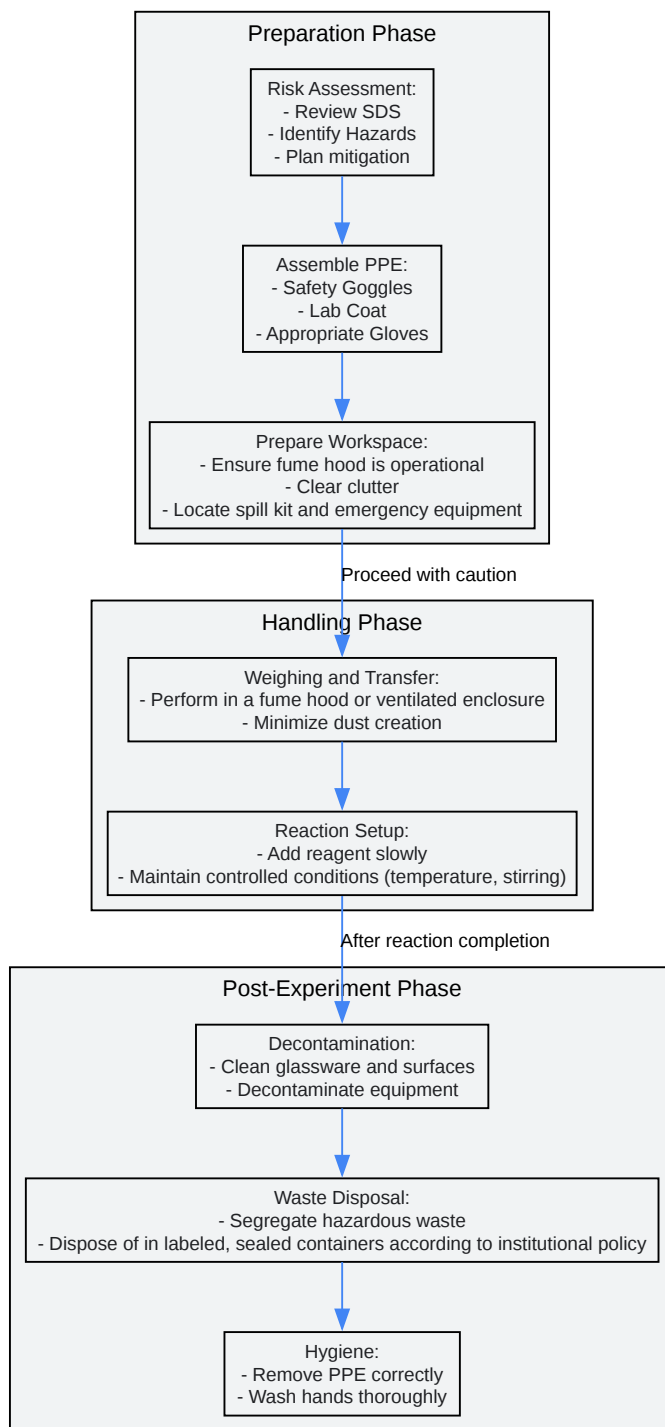 Preparation Phase
Risk Assessment:
- Review SDS
- Identify Hazards
- Plan mitigation
Assemble PPE:
- Safety Goggles
- Lab Coat
- Appropriate Gloves
Prepare Workspace:
- Ensure fume hood is operational
- Clear clutter
- Locate spill kit and emergency equipment
Proceed with caution
Handling Phase
Weighing and Transfer:
- Perform in a fume hood or ventilated enclosure
- Minimize dust creation
Reaction Setup:
- Add reagent slowly
- Maintain controlled conditions (temperature, stirring)
After reaction completion
Post-Experiment Phase
Decontamination:
- Clean glassware and surfaces
- Decontaminate equipment
Waste Disposal:
- Segregate hazardous waste
- Dispose of in labeled, sealed containers according to institutional policy
Hygiene:
- Remove PPE correctly
- Wash hands thoroughly